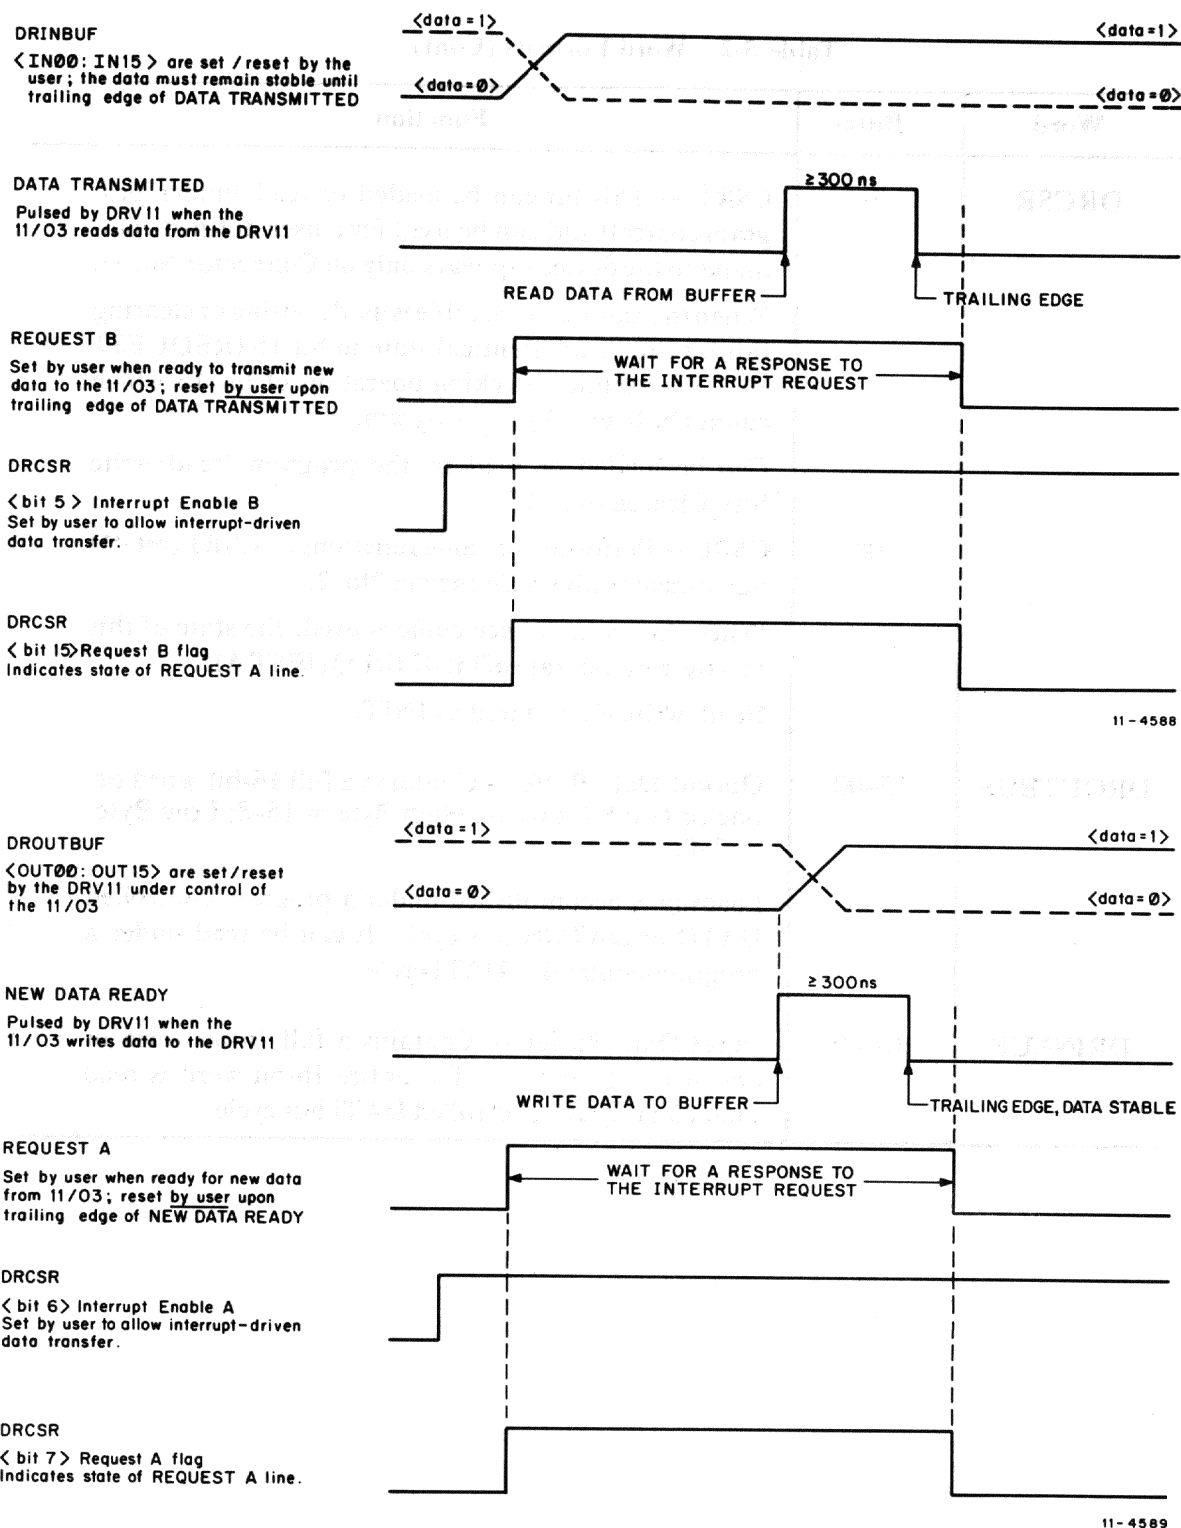 DRINBUF
<IN00: IN15> are set / reset by the
user ; the data must remain stable until
trailing edge of DATA TRANSMITTED
<data = 1>
<data=0>
<data = 1>
<data=0>
DATA TRANSMITTED
Pulsed by DRV11 when the
11/03 reads data from the DRV11
≥300 ns
READ DATA FROM BUFFER
TRAILING EDGE
REQUEST B
Set by user when ready to transmit new
data to the 11/03 ; reset by user upon
trailing edge of DATA TRANSMITTED
WAIT FOR A RESPONSE TO
THE INTERRUPT REQUEST
DRCSR
<bit 5> Interrupt Enable B
Set by user to allow interrupt-driven
data transfer.
DRCSR
< bit 15>Request B flag
Indicates state of REQUEST A line.
11-4588
DROUTBUF
<OUT00: OUT 15> are set/reset
by the DRV11 under control of
the 11/03
<data = 1>
<data=0>
<data=1>
<data=0>
NEW DATA READY
Pulsed by DRV11 when the
11/03 writes data to the DRV11
≥ 300 ns
WRITE DATA TO BUFFER
TRAILING EDGE, DATA STABLE
REQUEST A
Set by user when ready for new data
from 11/03 ; reset by user upon
trailing edge of NEW DATA READY
WAIT FOR A RESPONSE TO
THE INTERRUPT REQUEST
DRCSR
< bit 6> Interrupt Enable A
Set by user to allow interrupt-driven
data transfer.
DRCSR
< bit 7> Request A flag
Indicates state of REQUEST A line.
11-4589